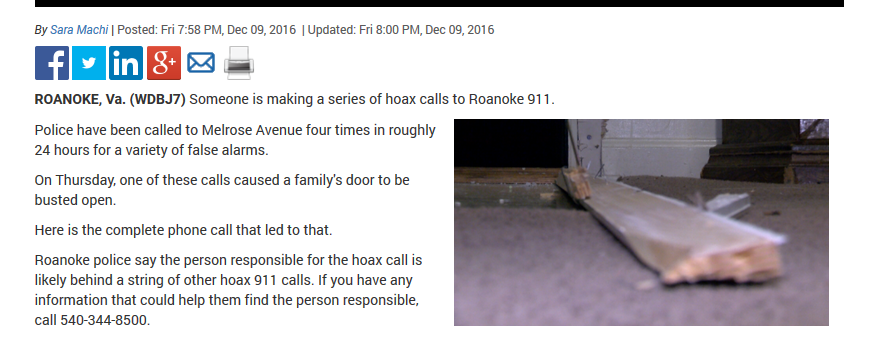 By Sara Machi | Posted: Fri 7:58 PM, Dec 09, 2016 | Updated: Fri 8:00 PM, Dec 09, 2016
f in g+
ROANOKE, Va. (WDBJ7) Someone is making a series of hoax calls to Roanoke 911.
Police have been called to Melrose Avenue four times in roughly
24 hours for a variety of false alarms.
On Thursday, one of these calls caused a family's door to be
busted open.
Here is the complete phone call that led to that.
Roanoke police say the person responsible for the hoax call is
likely behind a string of other hoax 911 calls. If you have any
information that could help them find the person responsible,
call 540-344-8500.